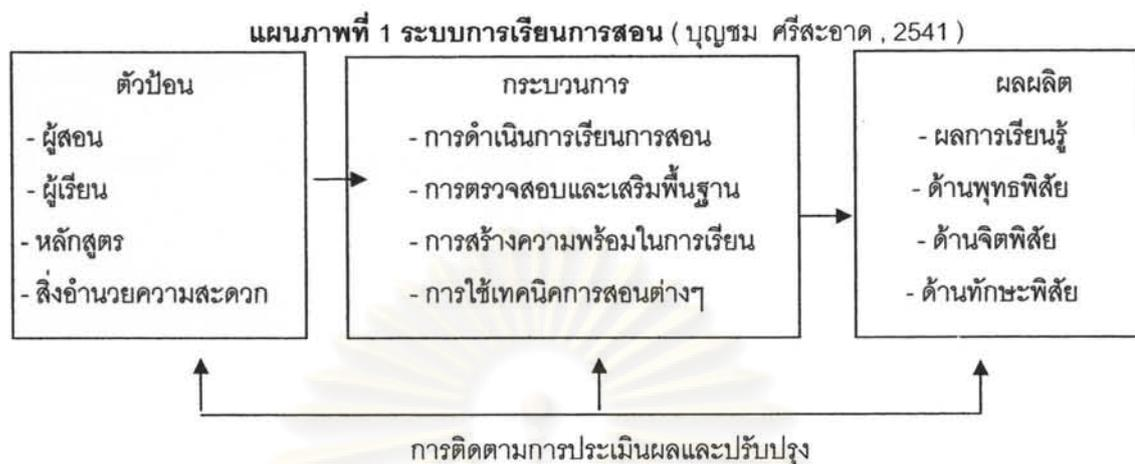 แผนภาพที่ 1 ระบบการเรียนการสอน ( บุญชม ศรีสะอาด , 2541 )
ตัวป้อน
- ผู้สอน
- ผู้เรียน
- หลักสูตร
- สิ่งอำนวยความสะดวก
กระบวนการ
- การดำเนินการเรียนการสอน
- การตรวจสอบและเสริมพื้นฐาน
- การสร้างความพร้อมในการเรียน
- การใช้เทคนิคการสอนต่างๆ
ผลผลิต
- ผลการเรียนรู้
- ด้านพุทธพิสัย
- ด้านจิตพิสัย
- ด้านทักษะพิสัย
การติดตามการประเมินผลและปรับปรุง